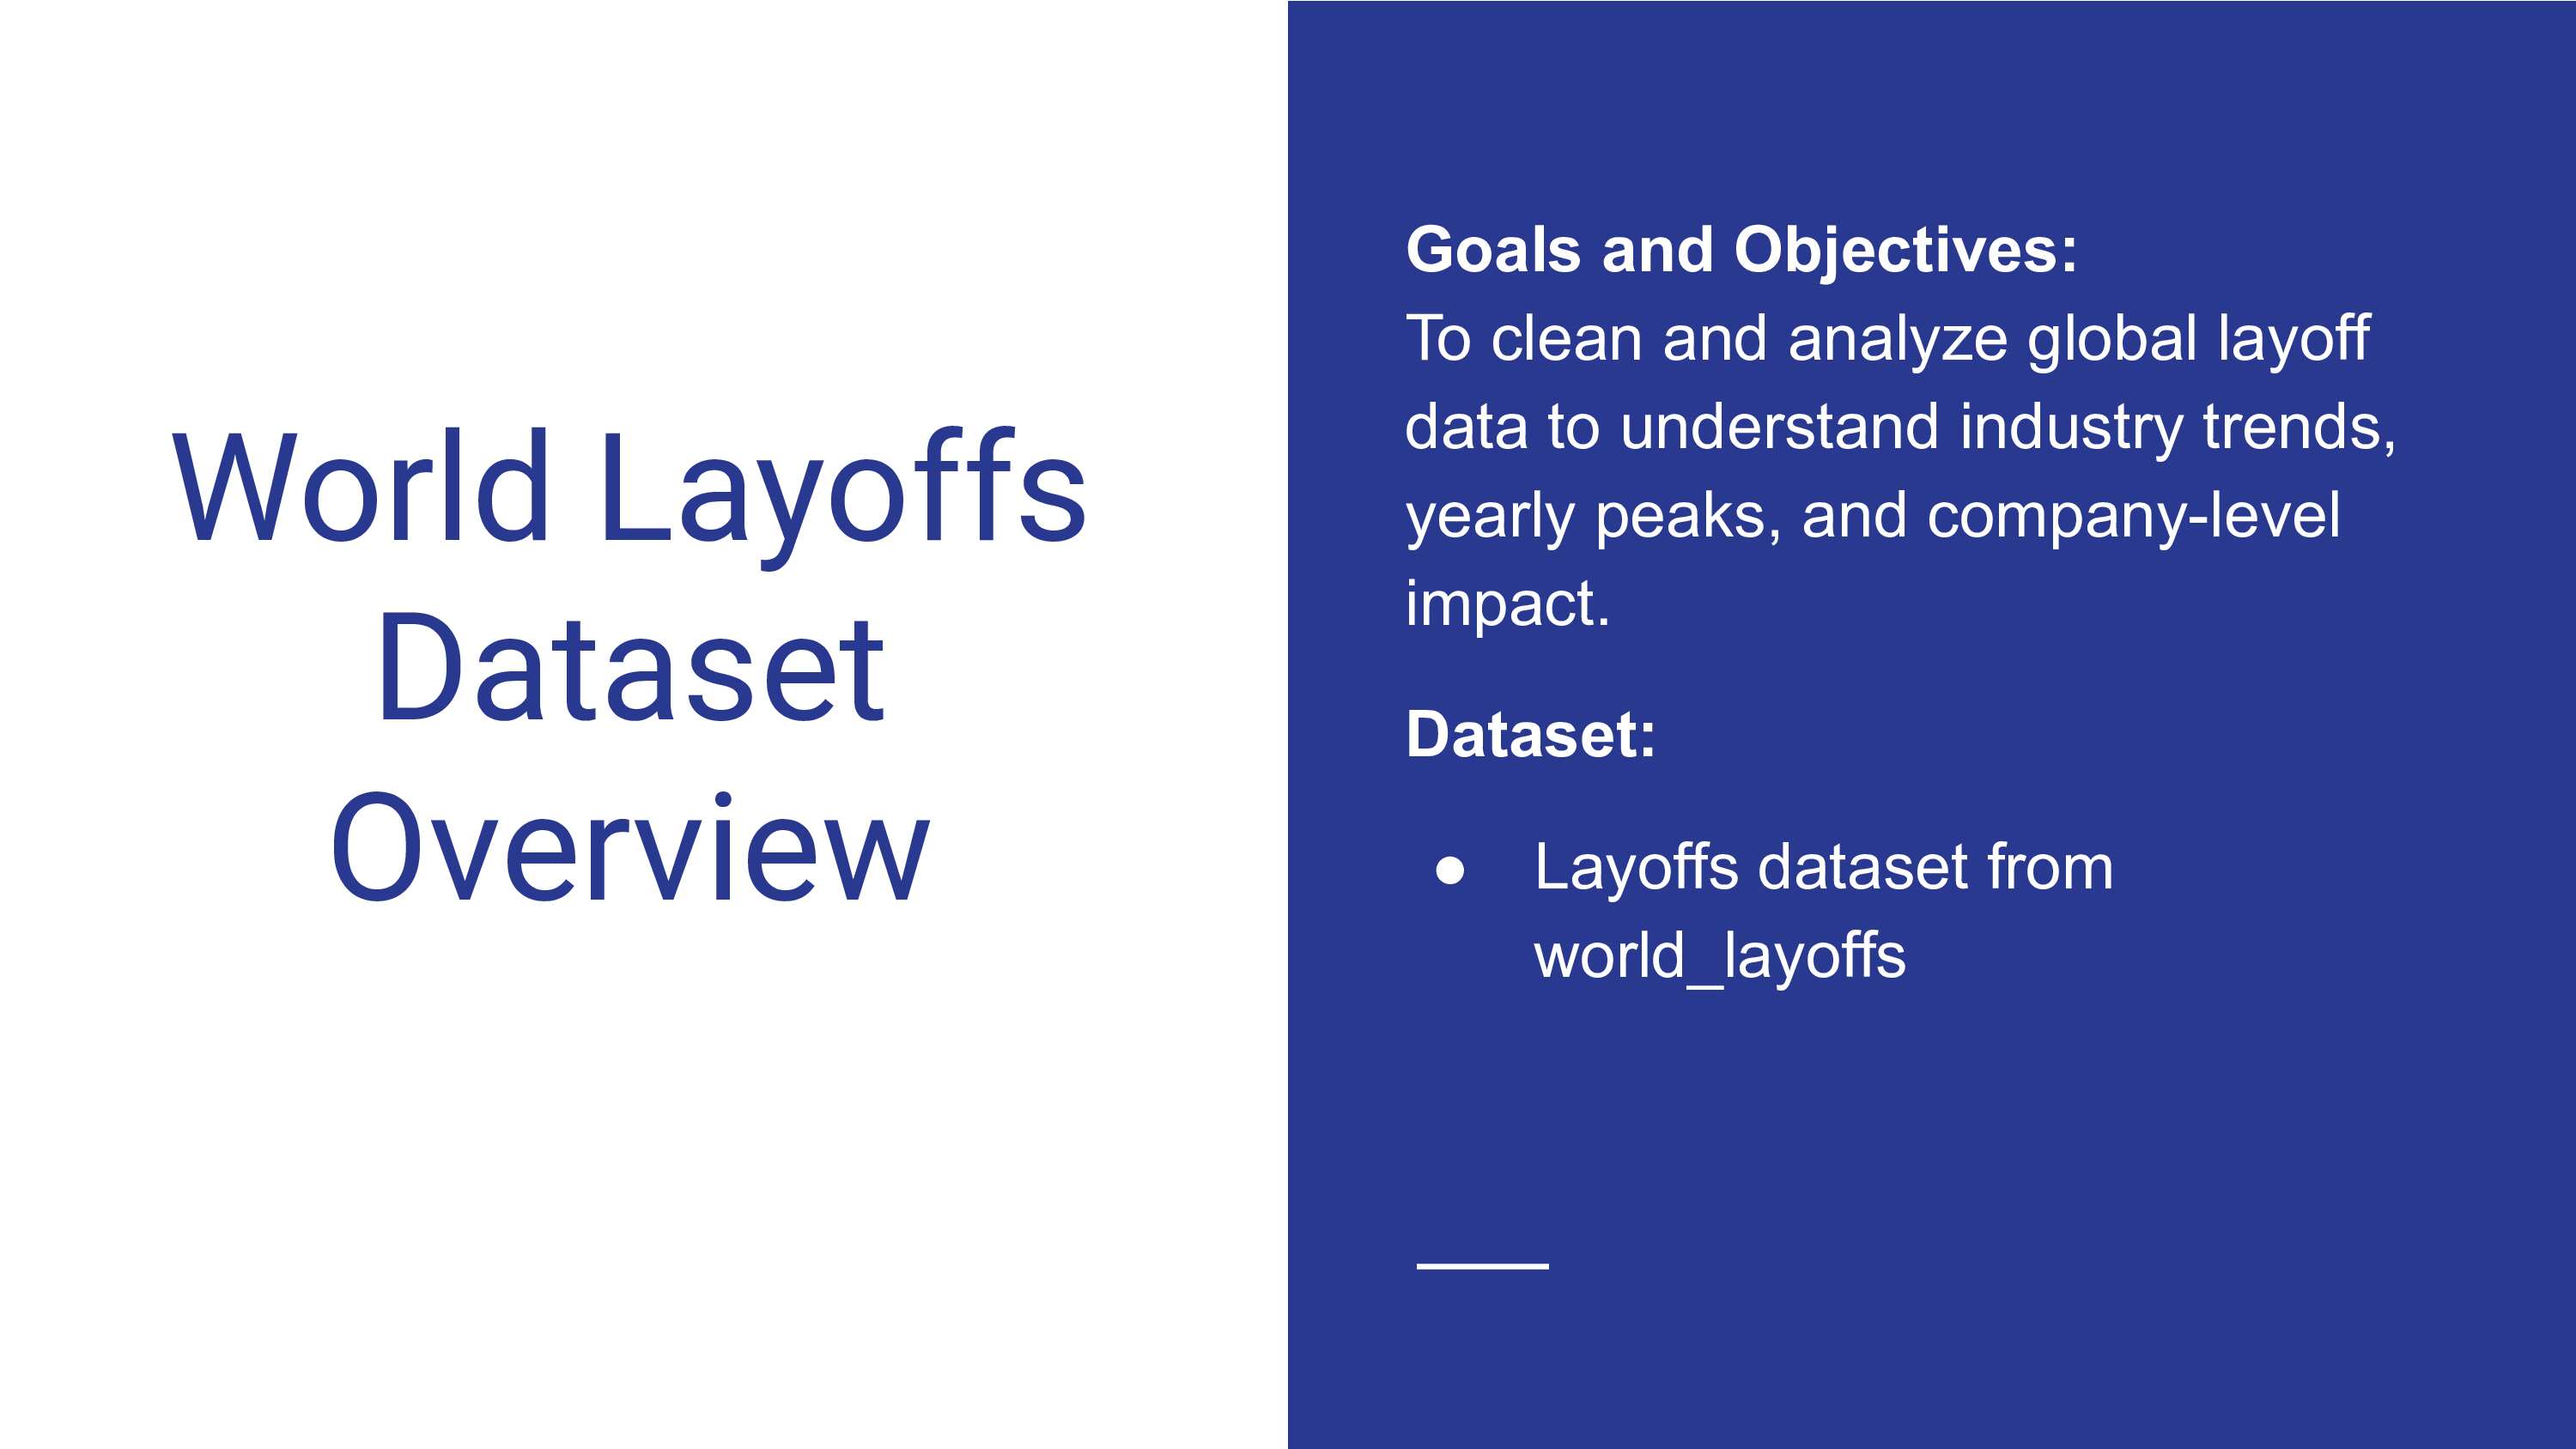 World Layoffs
Dataset
Overview
Goals and Objectives:
To clean and analyze global layoff
data to understand industry trends,
yearly peaks, and company-level
impact.
Dataset:
● Layoffs dataset from
world_layoffs